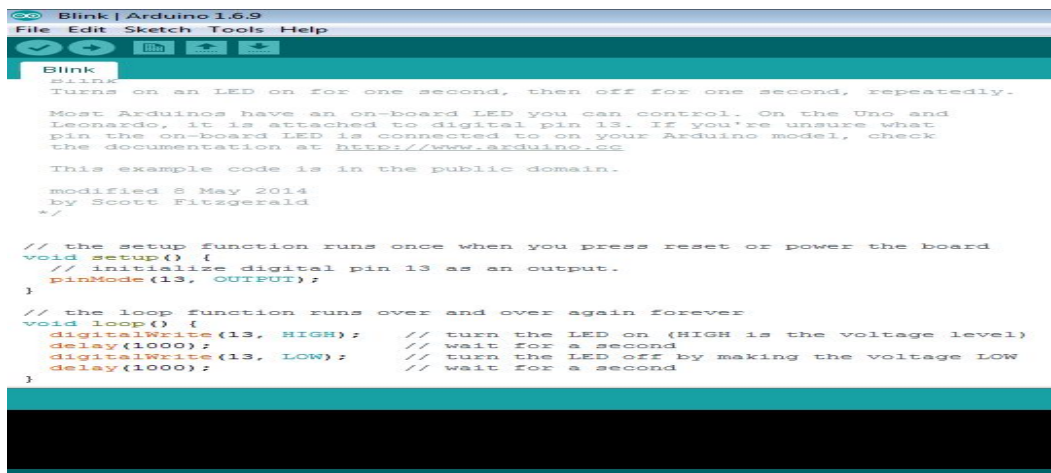 Blink | Arduino 1.6.9
File Edit Sketch Tools Help
Blink
Blink
Turns on an LED on for one second, then off for one second, repeatedly.
Most Arduinos have an on-board LED you can control. On the Uno and
Leonardo, it is attached to digital pin 13. If you're unsure what
pin the on-board LED is connected to on your Arduino model, check
the documentation at http://www.arduino.cc
This example code is in the public domain.
modified 8 May 2014
by Scott Fitzgerald
*/
// the setup function runs once when you press reset or power the board
void setup() {
// initialize digital pin 13 as an output.
pinMode(13, OUTPUT);
}
// the loop function runs over and over again forever
void loop() {
digitalWrite(13, HIGH); // turn the LED on (HIGH is the voltage level)
delay(1000); // wait for a second
digitalWrite(13, LOW); // turn the LED off by making the voltage LOW
delay(1000); // wait for a second
}